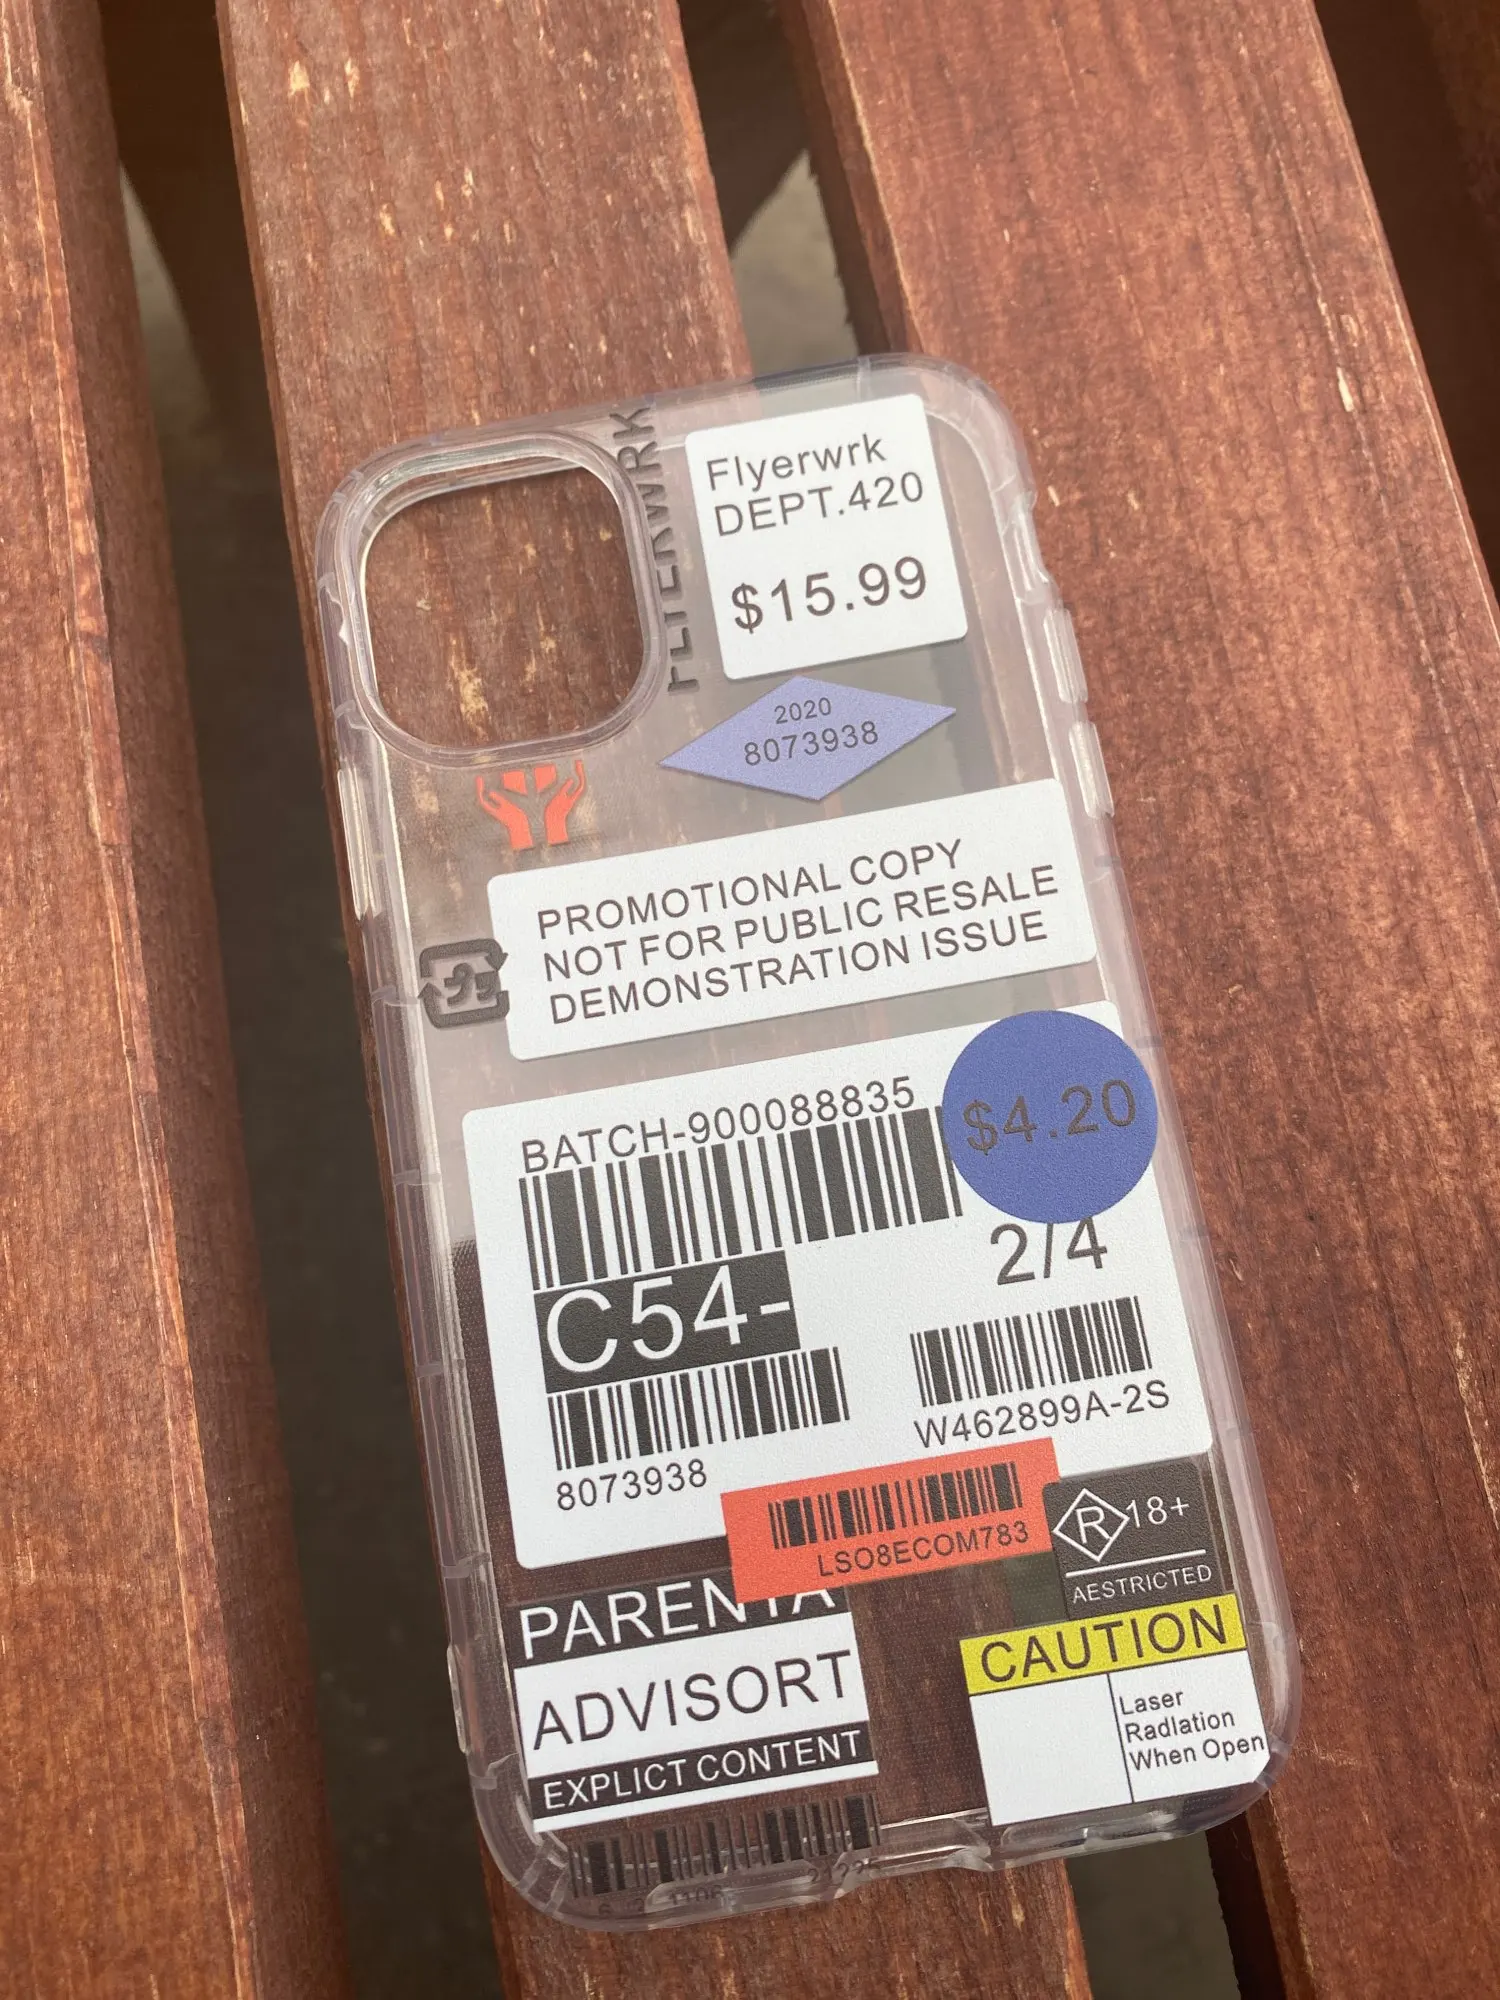 FLYERWRK
Flyerwrk
DEPT.420
$15.99
2020
8073938
PROMOTIONAL COPY
NOT FOR PUBLIC RESALE
DEMONSTRATION ISSUE
BATCH-900088835
$4.20
2/4
C54-
W462899A-2S
8073938
LSO8ECOM783
R 18+
AESTRICTED
PARENTA
ADVISORT
EXPLICT CONTENT
CAUTION
Laser
RadIation
When Open